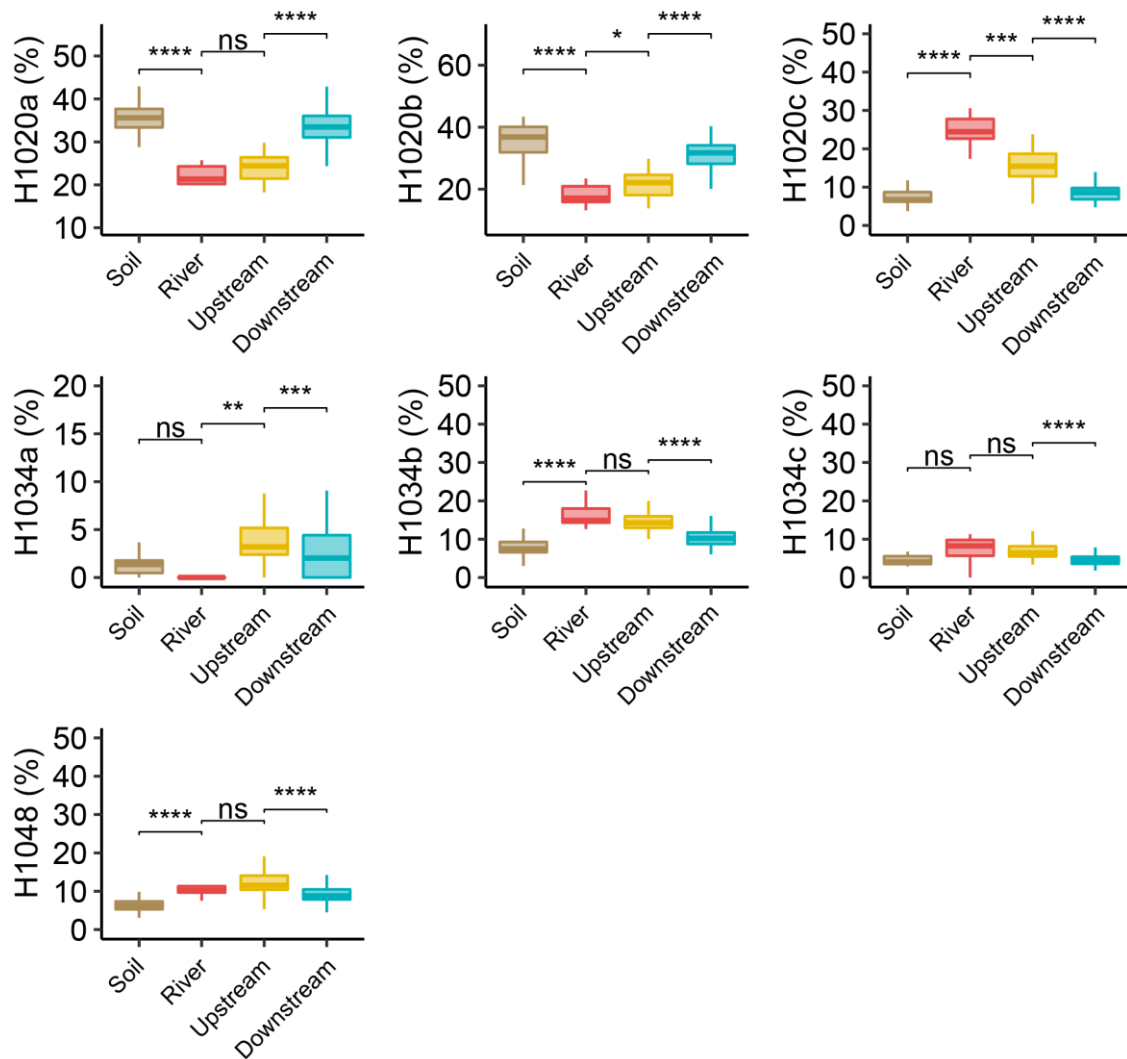 H1020a (%)
50
40
30
20
10
****
ns
****
Soil
River
Upstream
Downstream
H1020b (%)
60
40
20
****
*
****
Soil
River
Upstream
Downstream
H1020c (%)
50
40
30
20
10
0
****
***
****
Soil
River
Upstream
Downstream
H1034a (%)
20
15
10
5
0
ns
**
***
Soil
River
Upstream
Downstream
H1034b (%)
50
40
30
20
10
0
****
ns
****
Soil
River
Upstream
Downstream
H1034c (%)
50
40
30
20
10
0
ns
ns
****
Soil
River
Upstream
Downstream
H1048 (%)
50
40
30
20
10
0
****
ns
****
Soil
River
Upstream
Downstream